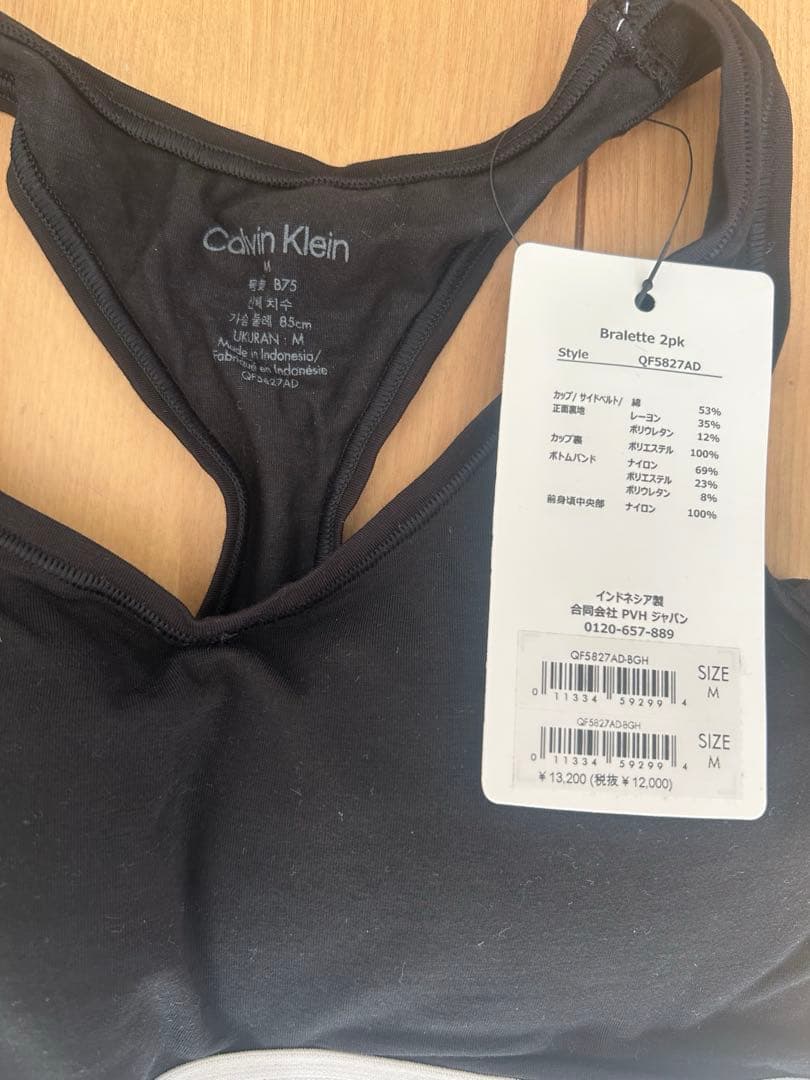 Calvin Klein
M
B75
치수
가슴 둘레 85cm
UKURAN : M
Made in Indonesia/
Fabriqué en Indonésie
QF5827AD
Bralette 2pk
Style QF5827AD
カップ/サイドベルト/ 綿 53%
正面裏地 レーヨン 35%
ポリウレタン 12%
カップ裏 ポリエステル 100%
ボトムバンド ナイロン 69%
ポリエステル 23%
ポリウレタン 8%
前身頃中央部 ナイロン 100%
インドネシア製
合同会社 PVH ジャパン
0120-657-889
QF5827AD-BGH
SIZE
M
0 11334 59299 4
QF5827AD-BGH
SIZE
M
0 11334 59299 4
¥13,200 (税抜 ¥12,000)